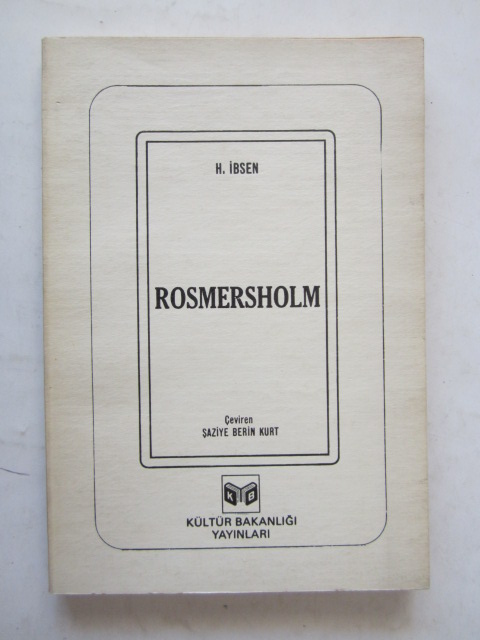 H. İBSEN
ROSMERSHOLM
Çeviren
ŞAZİYE BERİN KURT
K B
KÜLTÜR BAKANLIĞI
YAYINLARI